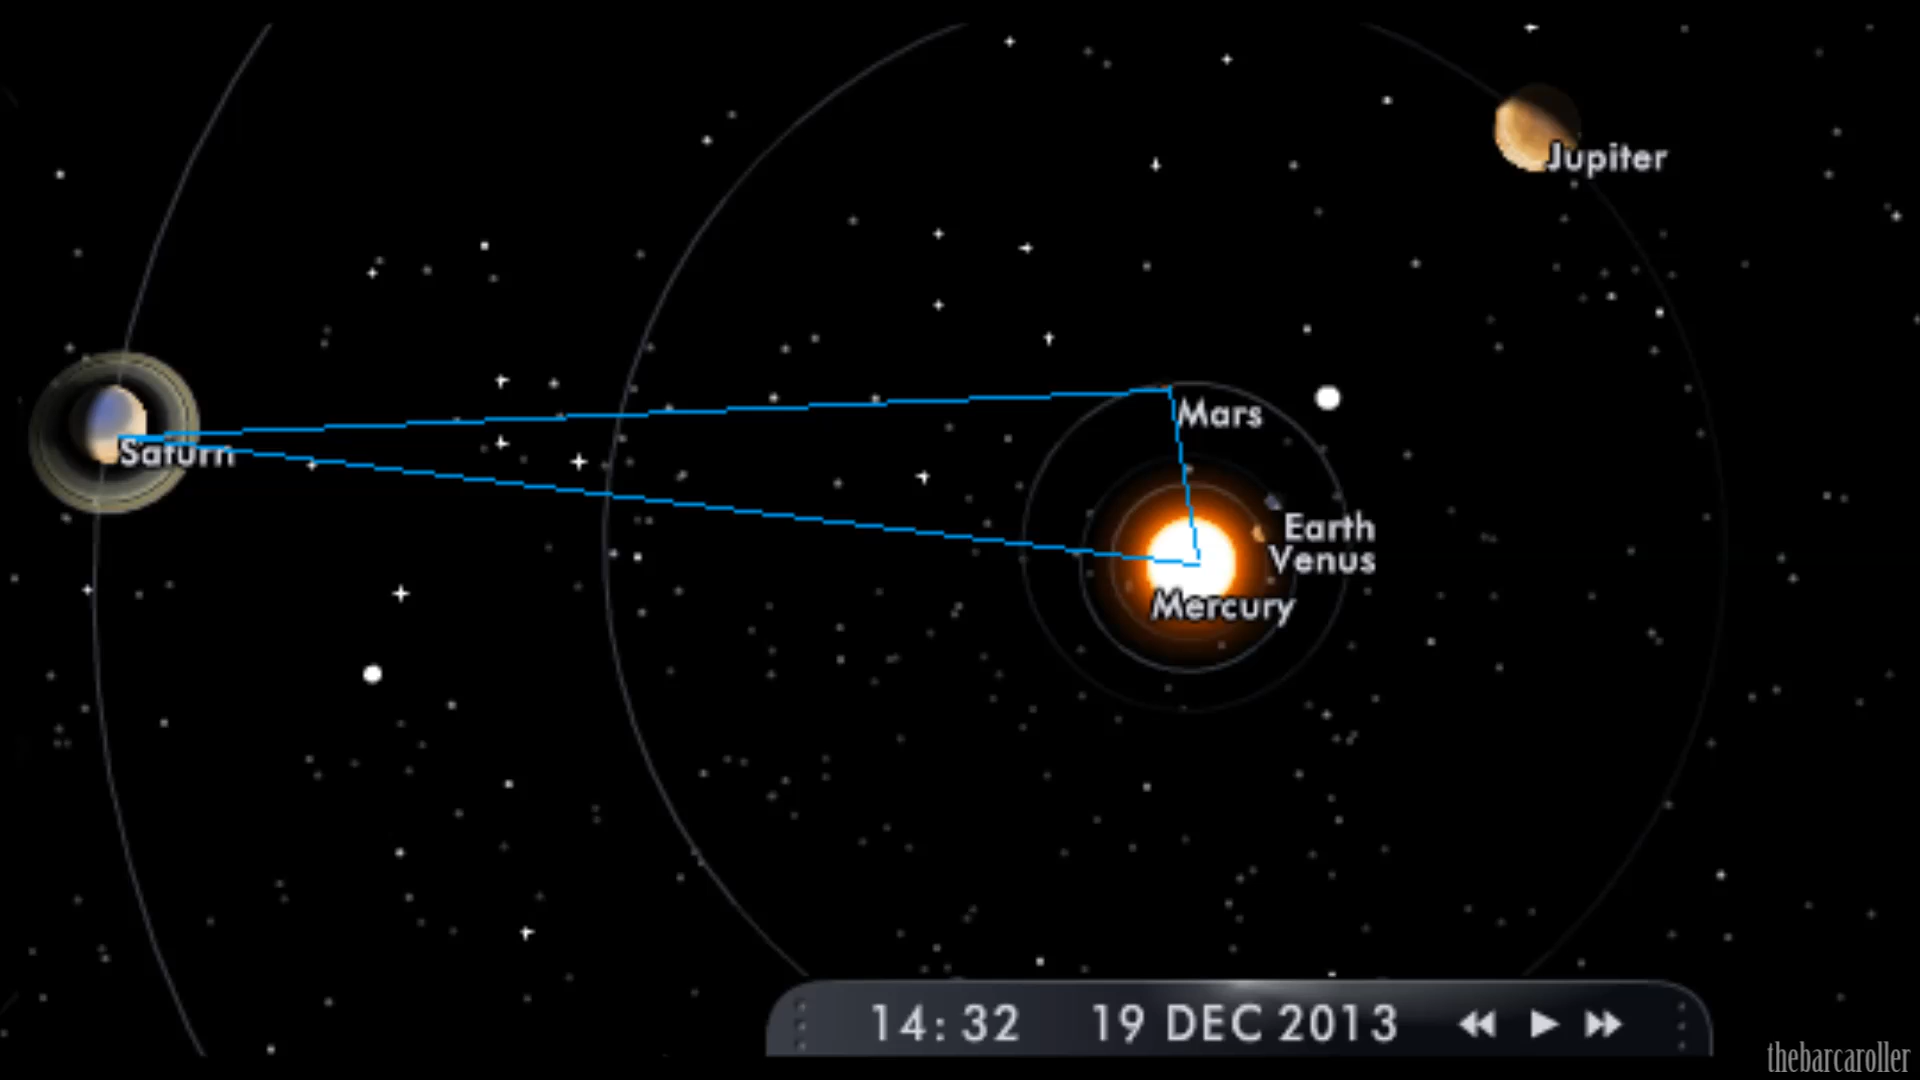 Jupiter
Mars
Saturn
Earth
Venus
Mercury
14:32 19 DEC 2013
thebarcaroller